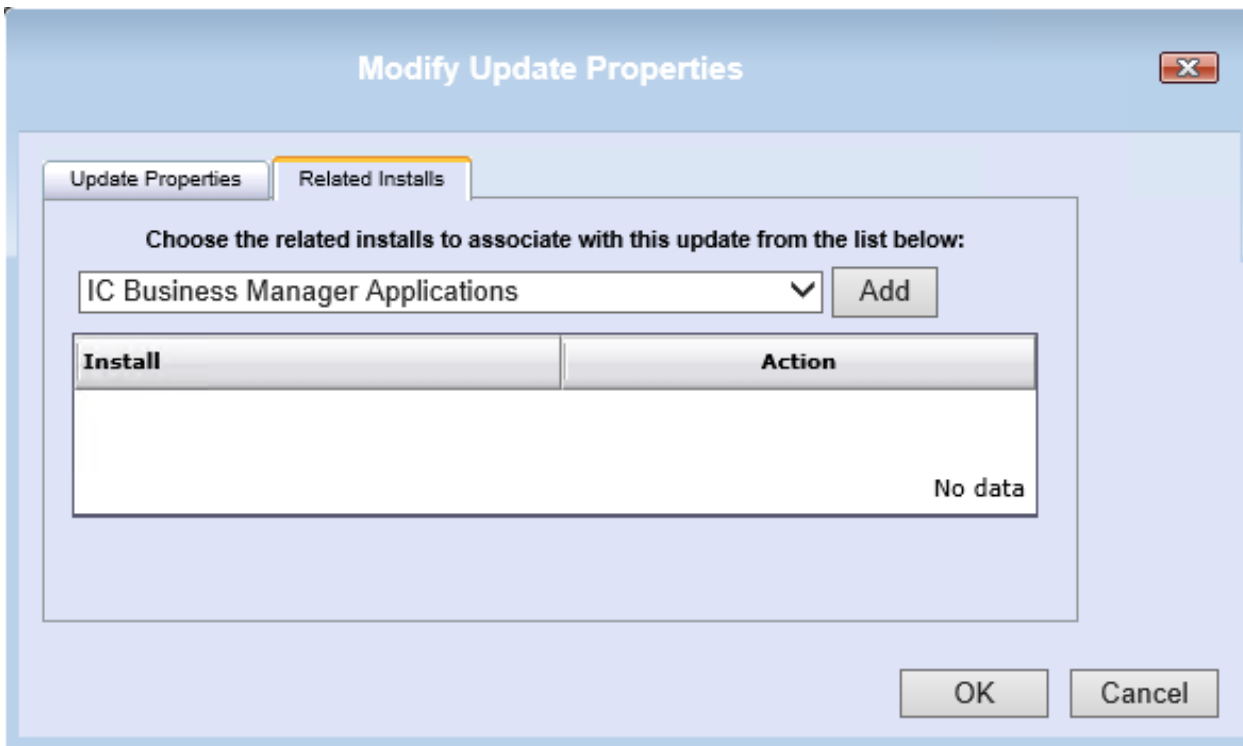 Modify Update Properties
Update Properties Related Installs
Choose the related installs to associate with this update from the list below:
IC Business Manager Applications Add
Install Action
No data
OK Cancel